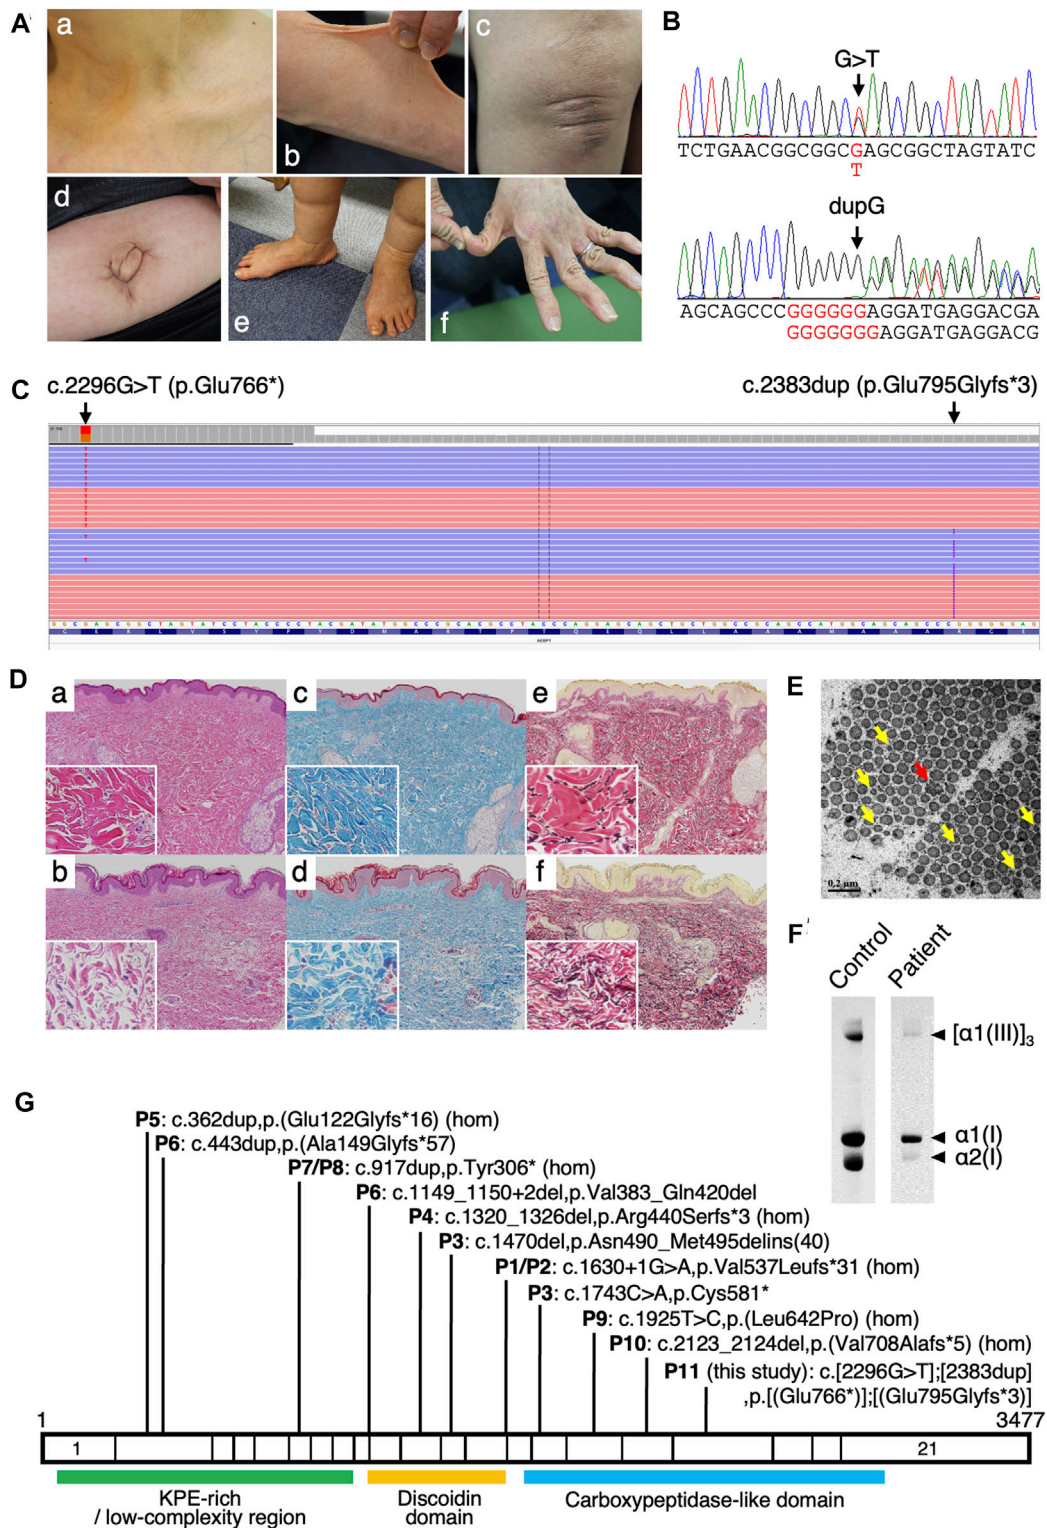 A
a
b
c
d
e
f
B
G>T
TCTGAACGGCGGCGAGCGGCTAGTATC
T
dupG
AGCAGCCCGGGGGGAGGATGAGGACGA
GGGGGGGAGGATGAGGACG
C
c.2296G>T (p.Glu766*)
c.2383dup (p.Glu795Glyfs*3)
AEBP1
D
a
c
e
b
d
f
E
0.2 μm
F
Control
Patient
[α1(III)]3
α1(I)
α2(I)
G
P5: c.362dup,p.(Glu122Glyfs*16) (hom)
P6: c.443dup,p.(Ala149Glyfs*57)
P7/P8: c.917dup,p.Tyr306* (hom)
P6: c.1149_1150+2del,p.Val383_Gln420del
P4: c.1320_1326del,p.Arg440Serfs*3 (hom)
P3: c.1470del,p.Asn490_Met495delins(40)
P1/P2: c.1630+1G>A,p.Val537Leufs*31 (hom)
P3: c.1743C>A,p.Cys581*
P9: c.1925T>C,p.(Leu642Pro) (hom)
P10: c.2123_2124del,p.(Val708Alafs*5) (hom)
P11 (this study): c.[2296G>T];[2383dup]
,p.[(Glu766*)];[(Glu795Glyfs*3)]
1
3477
1
21
KPE-rich
/ low-complexity region
Discoidin
domain
Carboxypeptidase-like domain